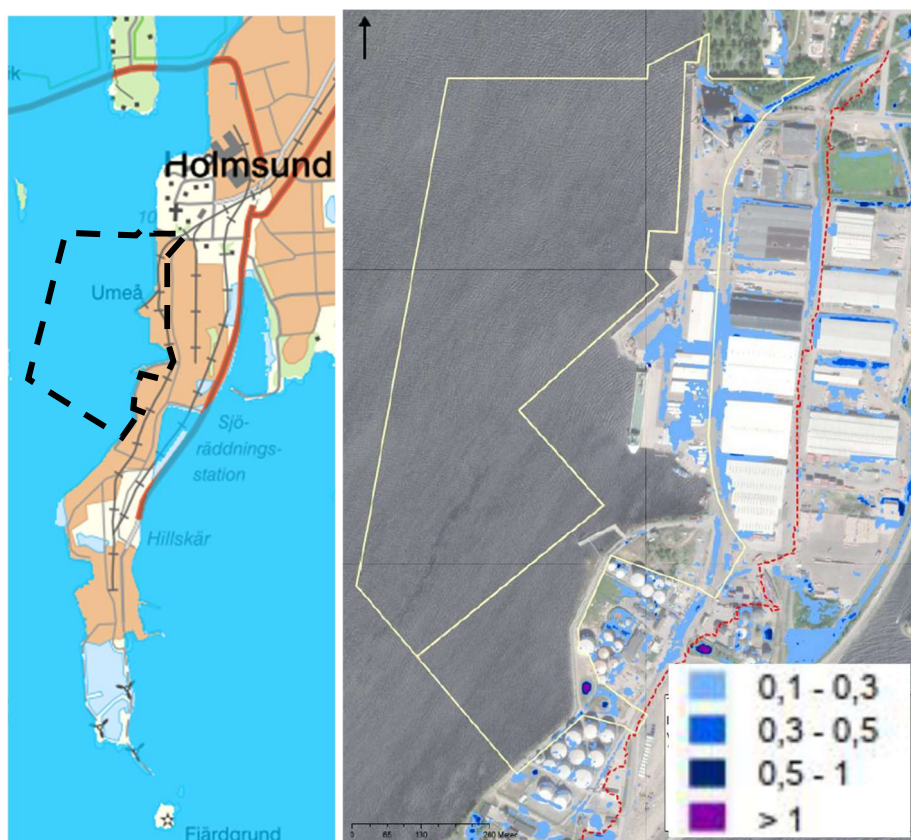 ik
Holmsund
10
Umeå
Sjö-
räddnings-
station
Hillskär
Fjärdgrund
0,1 - 0,3
0,3 - 0,5
0,5 - 1
> 1
0 65 130 260 Meter